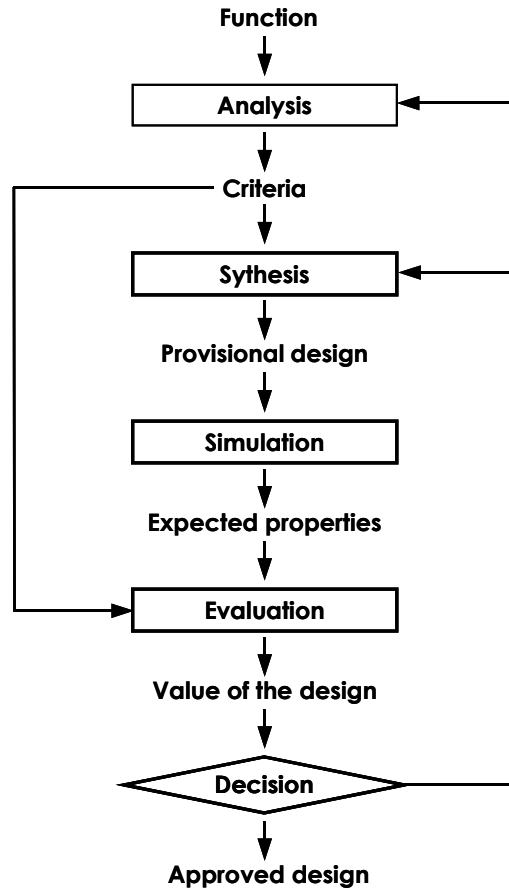 Function
Analysis
Criteria
Sythesis
Provisional design
Simulation
Expected properties
Evaluation
Value of the design
Decision
Approved design